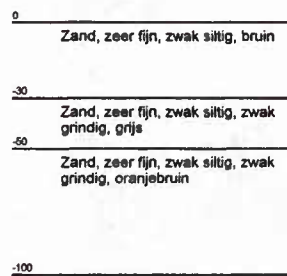 0
Zand, zeer fijn, zwak siltig, bruin
-30
Zand, zeer fijn, zwak siltig, zwak
grindig, grijs
-50
Zand, zeer fijn, zwak siltig, zwak
grindig, oranjebruin
-100